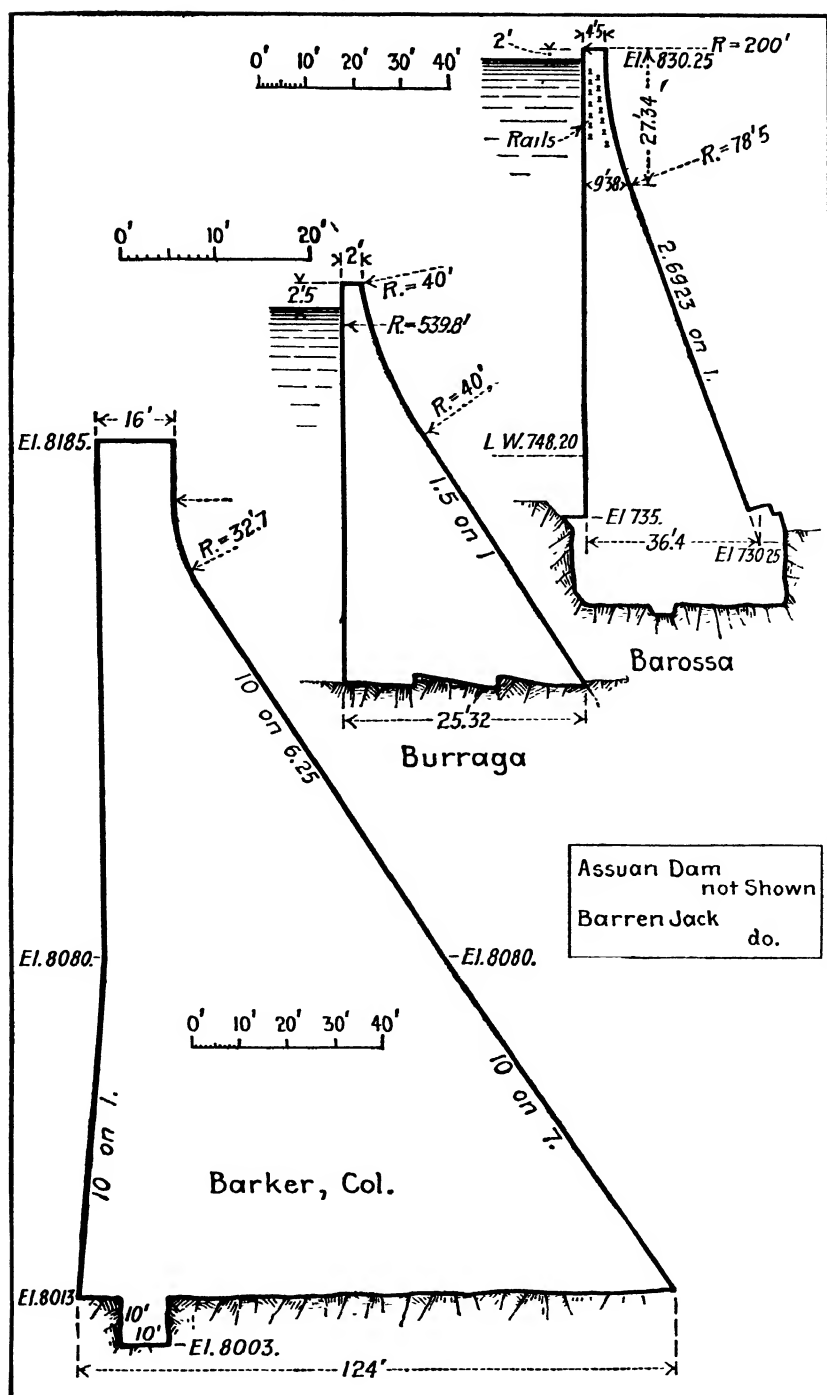 0' 10' 20' 30' 40'
2'
4'5
R=200'
El. 830.25
Rails
27'.34
R.=78'5
9'38
2.6923 on 1.
L.W.748.20
El 735.
36'.4
El 730.25
Barossa
0' 10' 20'
2'
2'.5
R.=40'
R.=539.8'
R.=40'
1.5 on 1
25'.32
Burraga
16'
El.8185.
R.=32'.7
10 on 6.25
Assuan Dam
not Shown
Barren Jack
do.
El.8080.
El.8080.
0' 10' 20' 30' 40'
10 on 1.
10 on 7.
Barker, Col.
El.8013
10'
10'
El.8003.
124'